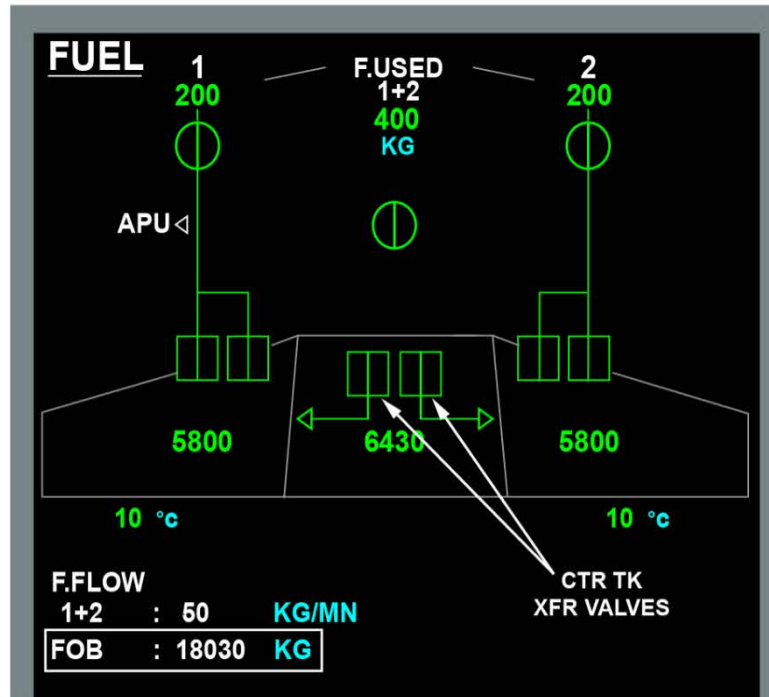 FUEL 1 F.USED 2
200 1+2 200
400
KG
APU
5800 6430 5800
10 °c 10 °c
F.FLOW CTR TK
1+2 : 50 KG/MN XFR VALVES
FOB : 18030 KG